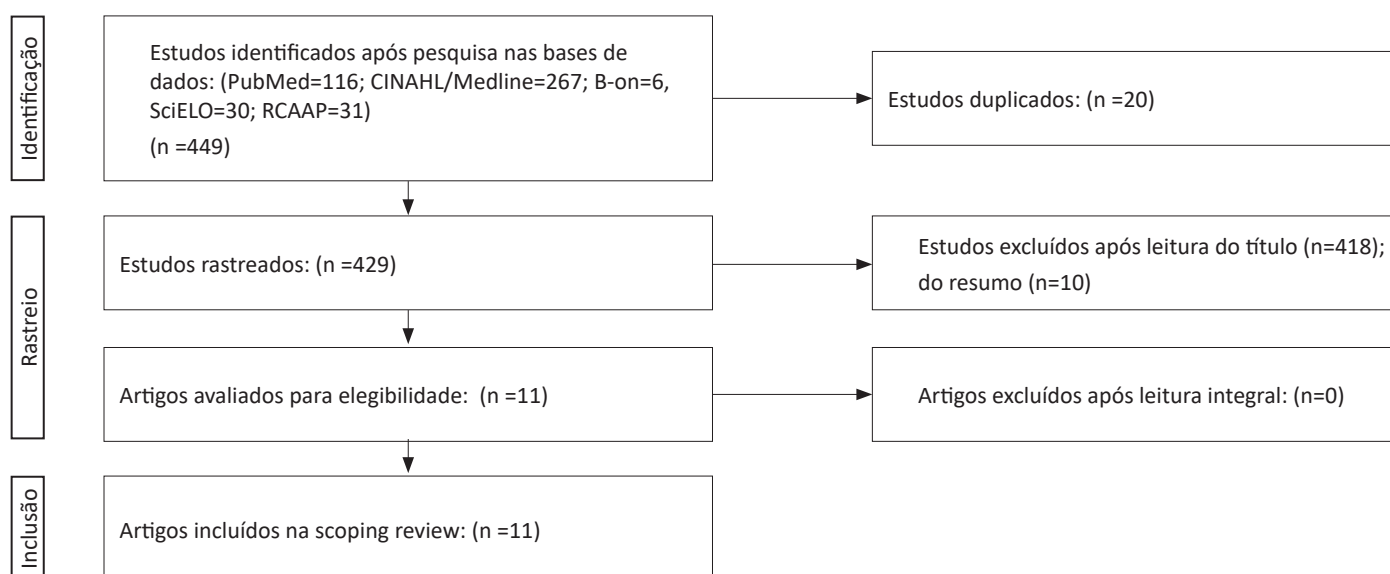 Identificação
Estudos identificados após pesquisa nas bases de
dados: (PubMed=116; CINAHL/Medline=267; B-on=6,
SciELO=30; RCAAP=31)
(n =449)
Estudos duplicados: (n =20)
Rastreio
Estudos rastreados: (n =429)
Estudos excluídos após leitura do título (n=418);
do resumo (n=10)
Artigos avaliados para elegibilidade: (n =11)
Artigos excluídos após leitura integral: (n=0)
Inclusão
Artigos incluídos na scoping review: (n =11)